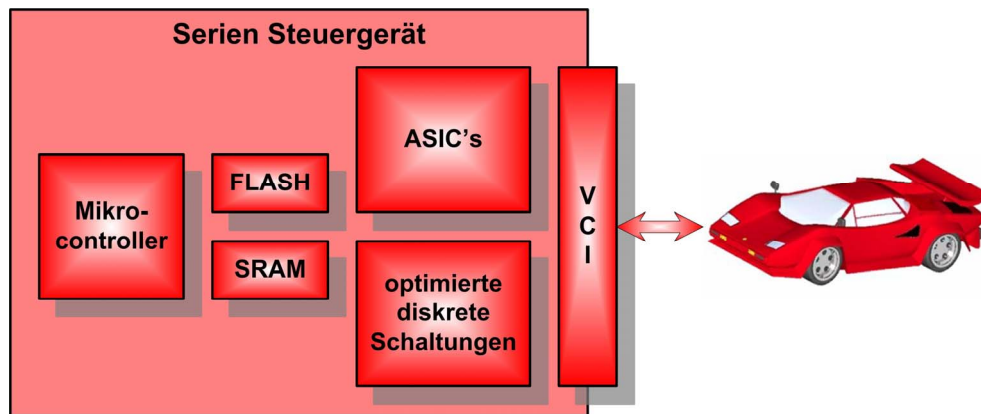 Serien Steuergerät
Mikro-
controller
FLASH
SRAM
ASIC's
optimierte
diskrete
Schaltungen
V
C
I